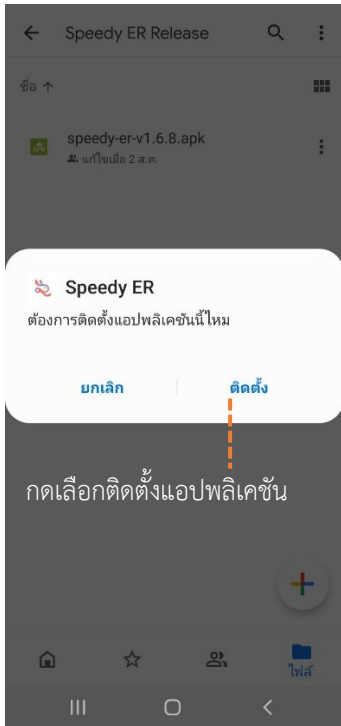 Speedy ER Release
ชื่อ ↑
speedy-er-v1.6.8.apk
แก้ไขเมื่อ 2 ส.ค.
Speedy ER
ต้องการติดตั้งแอปพลิเคชันนี้ไหม
ยกเลิก
ติดตั้ง
กดเลือกติดตั้งแอปพลิเคชัน
ไฟล์